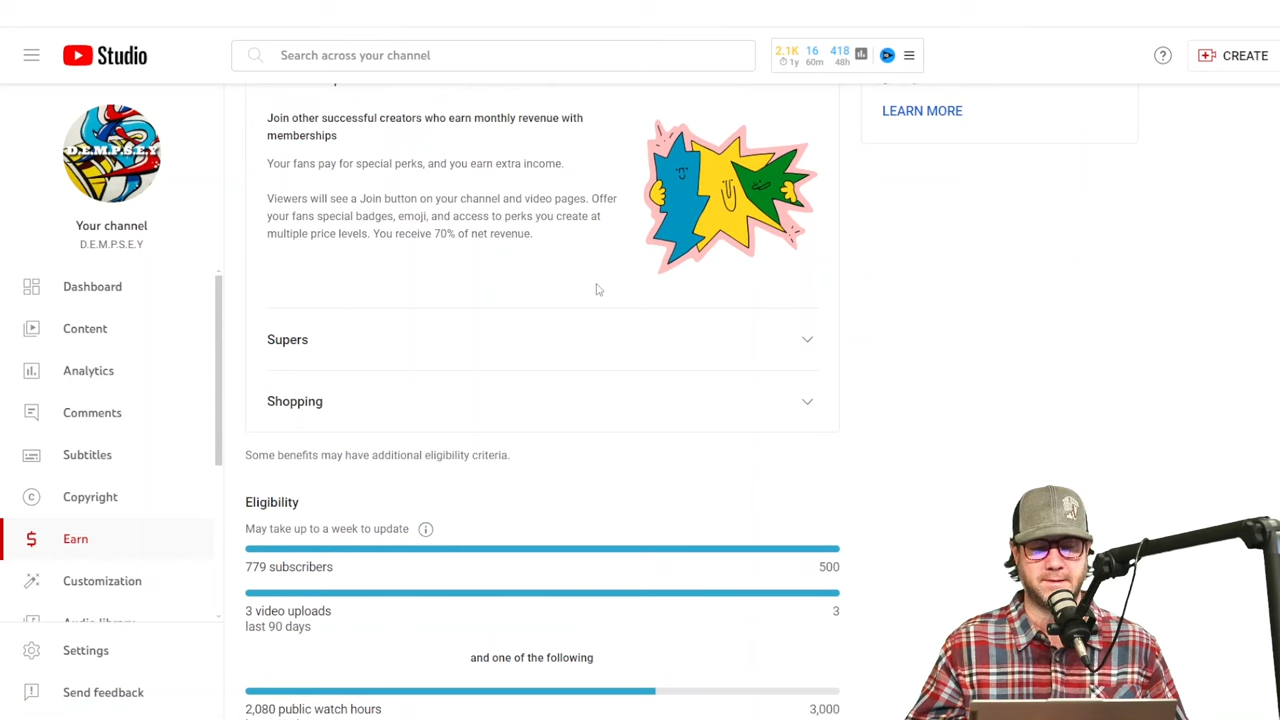 Studio
Search across your channel
2.1K 16 418
1y 60m 48h
CREATE
LEARN MORE
D.E.M.P.S.E.Y
Your channel
D.E.M.P.S.E.Y
Dashboard
Content
Analytics
Comments
Subtitles
Copyright
Earn
Customization
Settings
Send feedback
Join other successful creators who earn monthly revenue with
memberships
Your fans pay for special perks, and you earn extra income.
Viewers will see a Join button on your channel and video pages. Offer
your fans special badges, emoji, and access to perks you create at
multiple price levels. You receive 70% of net revenue.
Supers
Shopping
Some benefits may have additional eligibility criteria.
Eligibility
May take up to a week to update
779 subscribers 500
3 video uploads 3
last 90 days
and one of the following
2,080 public watch hours 3,000